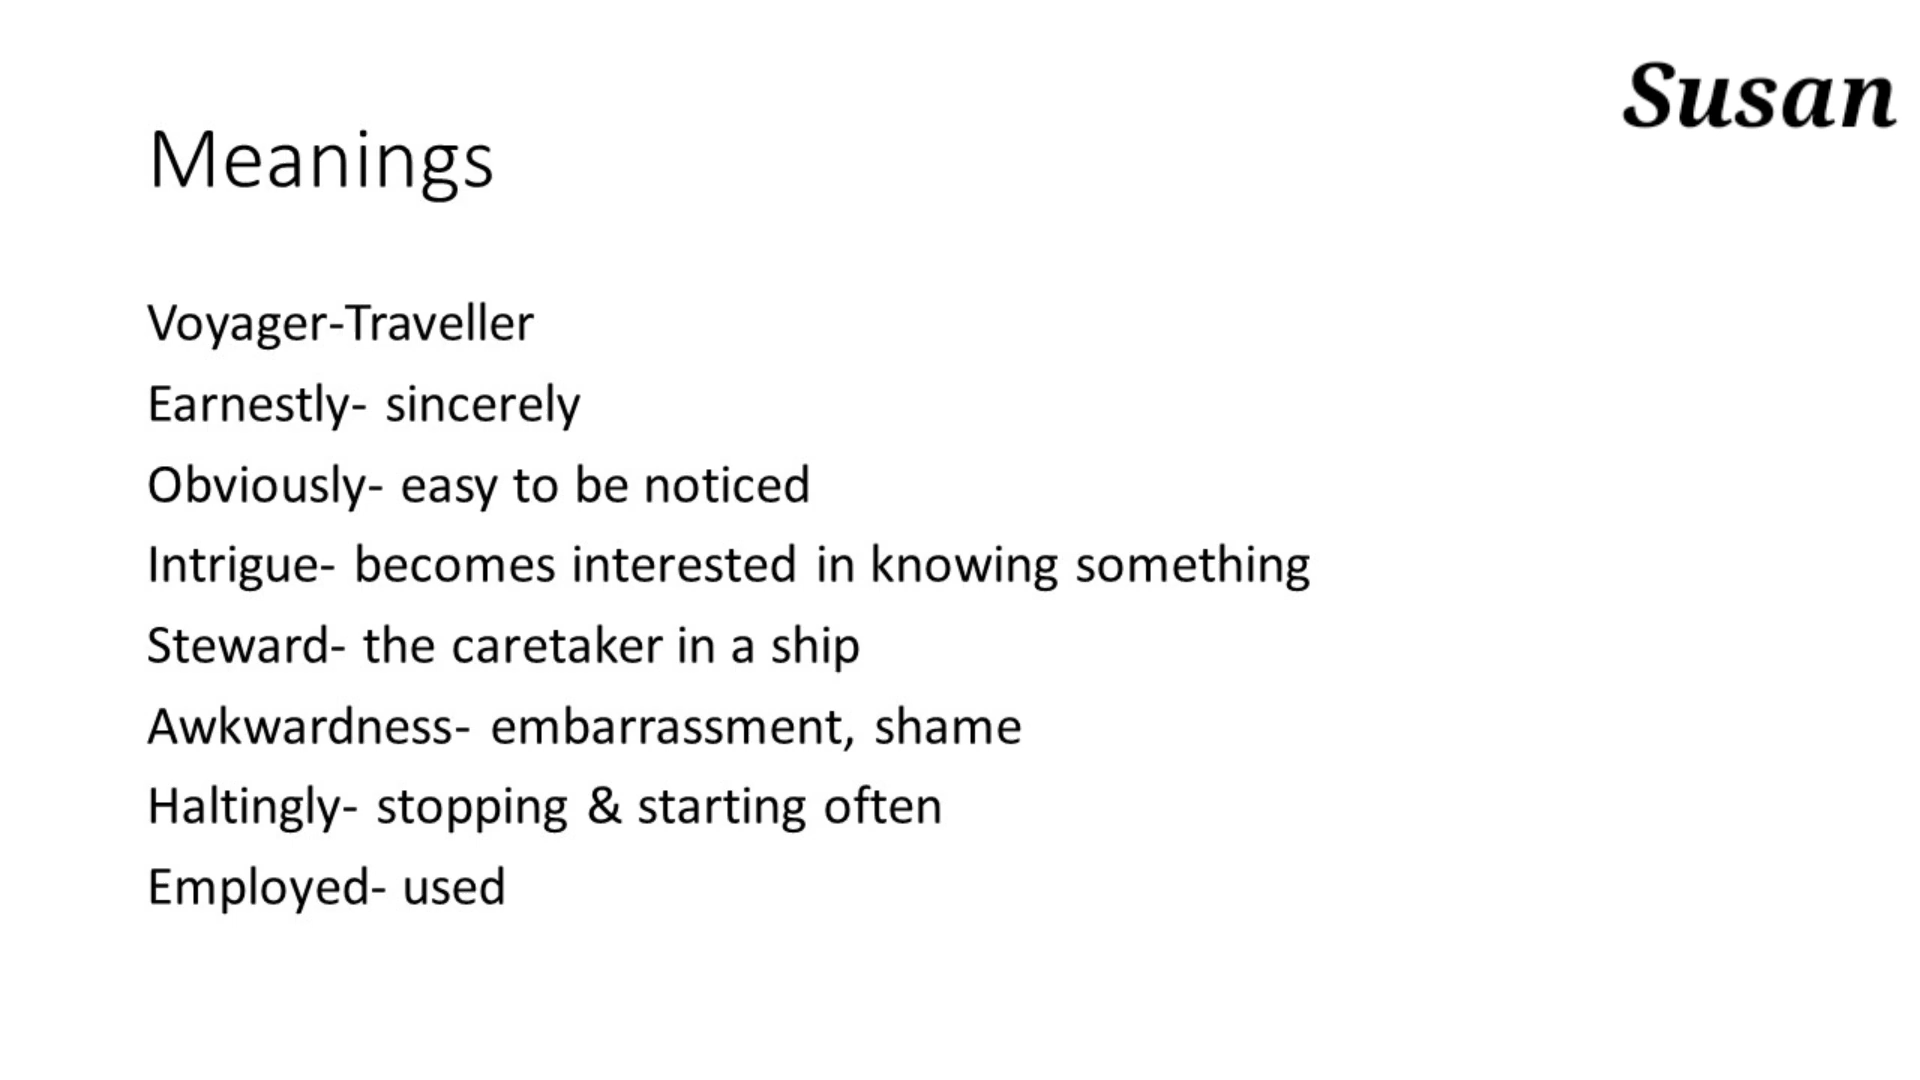 Susan
Meanings
Voyager-Traveller
Earnestly- sincerely
Obviously- easy to be noticed
Intrigue- becomes interested in knowing something
Steward- the caretaker in a ship
Awkwardness- embarrassment, shame
Haltingly- stopping & starting often
Employed- used